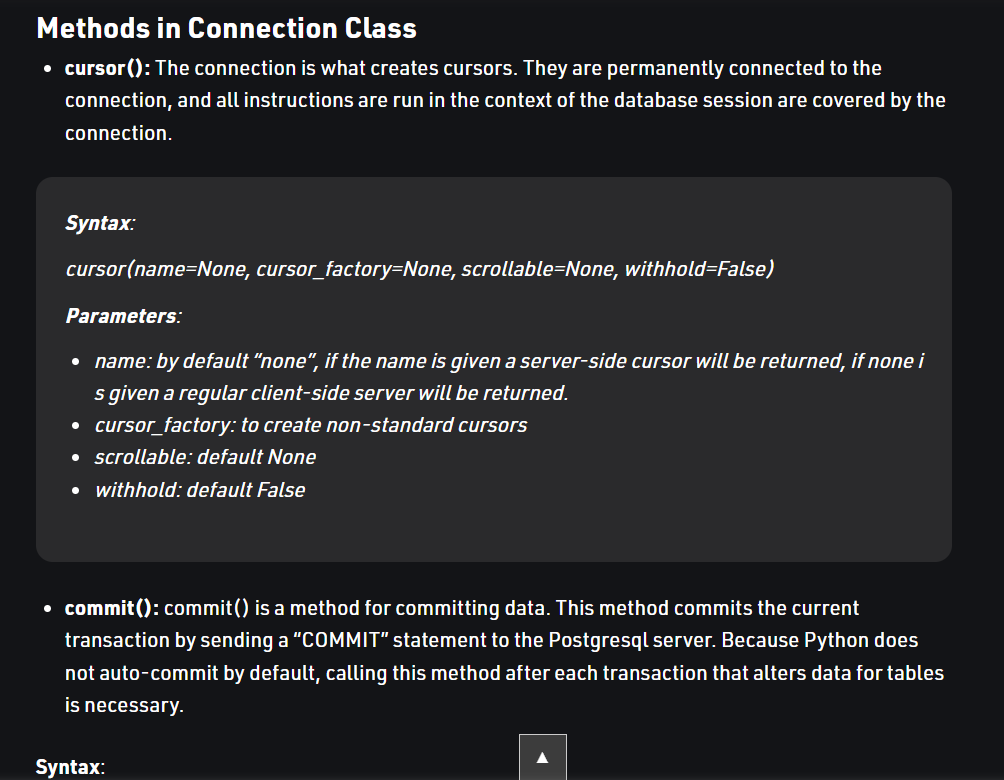 Methods in Connection Class
• cursor(): The connection is what creates cursors. They are permanently connected to the
connection, and all instructions are run in the context of the database session are covered by the
connection.
Syntax:
cursor(name=None, cursor_factory=None, scrollable=None, withhold=False)
Parameters:
• name: by default “none”, if the name is given a server-side cursor will be returned, if none i
s given a regular client-side server will be returned.
• cursor_factory: to create non-standard cursors
• scrollable: default None
• withhold: default False
• commit(): commit() is a method for committing data. This method commits the current
transaction by sending a “COMMIT” statement to the Postgresql server. Because Python does
not auto-commit by default, calling this method after each transaction that alters data for tables
is necessary.
Syntax: